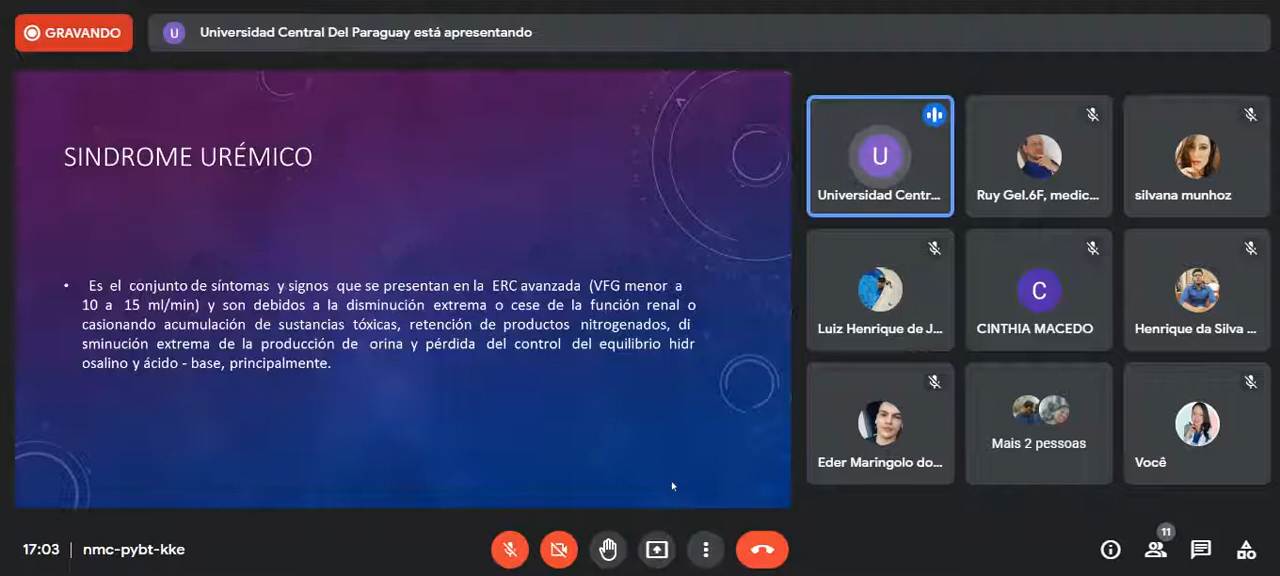 GRAVANDO
U
Universidad Central Del Paraguay está apresentando
SINDROME URÉMICO
• Es el conjunto de síntomas y signos que se presentan en la ERC avanzada (VFG menor a
10 a 15 ml/min) y son debidos a la disminución extrema o cese de la función renal o
casionando acumulación de sustancias tóxicas, retención de productos nitrogenados, di
sminución extrema de la producción de orina y pérdida del control del equilibrio hidr
osalino y ácido - base, principalmente.
U
Universidad Centr...
Ruy Gel.6F, medic...
silvana munhoz
Luiz Henrique de J...
C
CINTHIA MACEDO
Henrique da Silva ...
Eder Maringolo do...
Mais 2 pessoas
Você
17:03 | nmc-pybt-kke
11